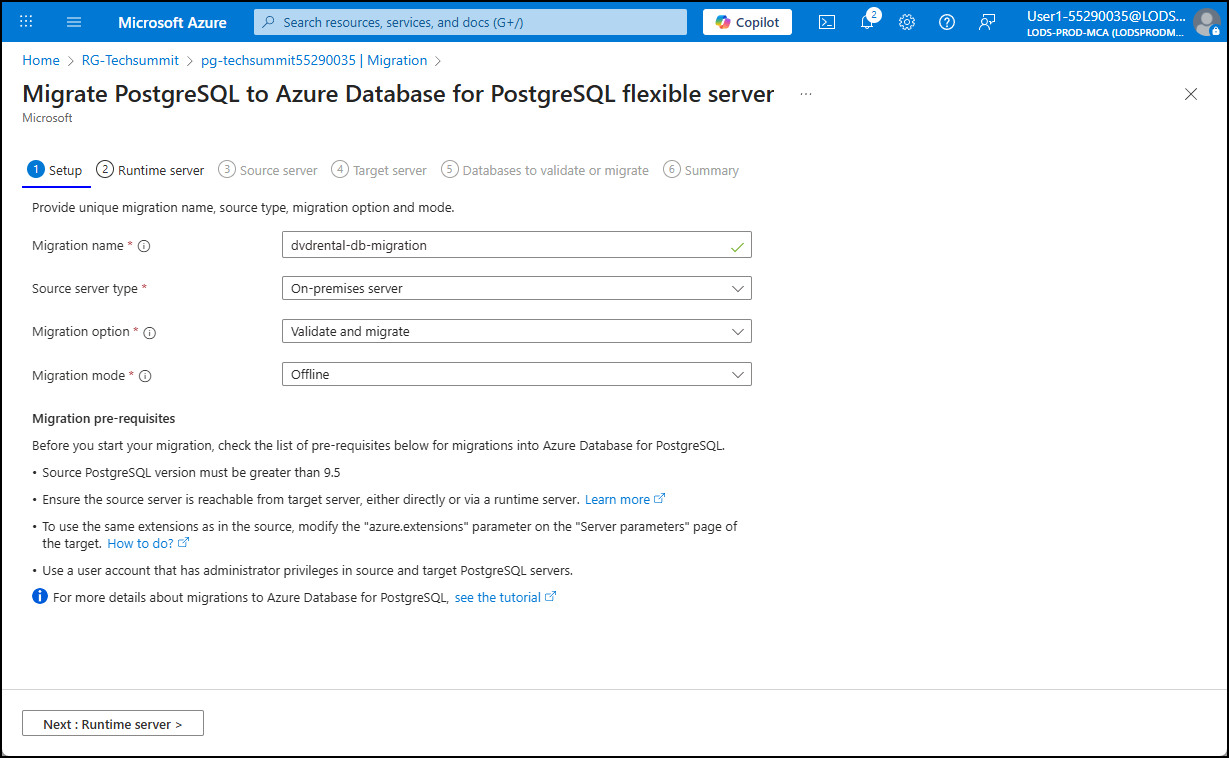 Microsoft Azure
Search resources, services, and docs (G+/)
Copilot
2
User1-55290035@LODS...
LODS-PROD-MCA (LODSPRODM...
Home > RG-Techsummit > pg-techsummit55290035 | Migration >
Migrate PostgreSQL to Azure Database for PostgreSQL flexible server ...
Microsoft
1 Setup 2 Runtime server 3 Source server 4 Target server 5 Databases to validate or migrate 6 Summary
Provide unique migration name, source type, migration option and mode.
Migration name * dvdrental-db-migration
Source server type * On-premises server
Migration option * Validate and migrate
Migration mode * Offline
Migration pre-requisites
Before you start your migration, check the list of pre-requisites below for migrations into Azure Database for PostgreSQL.
• Source PostgreSQL version must be greater than 9.5
• Ensure the source server is reachable from target server, either directly or via a runtime server. Learn more
• To use the same extensions as in the source, modify the "azure.extensions" parameter on the "Server parameters" page of
the target. How to do?
• Use a user account that has administrator privileges in source and target PostgreSQL servers.
For more details about migrations to Azure Database for PostgreSQL, see the tutorial
Next : Runtime server >